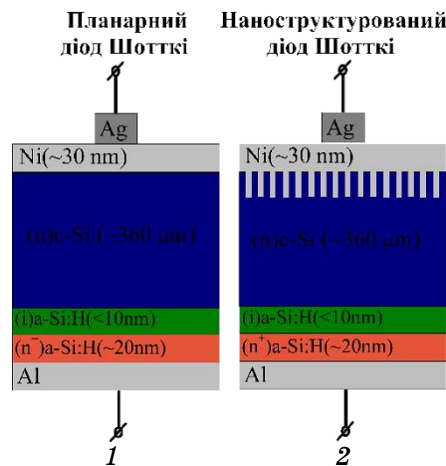 Планарний
діод Шотткі
Ag
Ni(~30 nm)
(n)c-Si (~360 μm)
(i)a-Si:H(<10nm)
(n⁻)a-Si:H(~20nm)
Al
1
Наноструктурований
діод Шотткі
Ag
Ni(~30 nm)
(n)c-Si (~360 μm)
(i)a-Si:H(<10nm)
(n⁺)a-Si:H(~20nm)
Al
2